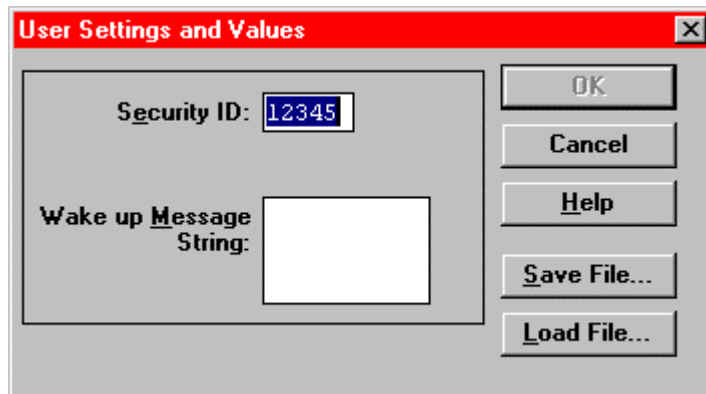 User Settings and Values
Security ID: 12345
OK
Cancel
Wake up Message
String:
Help
Save File...
Load File...